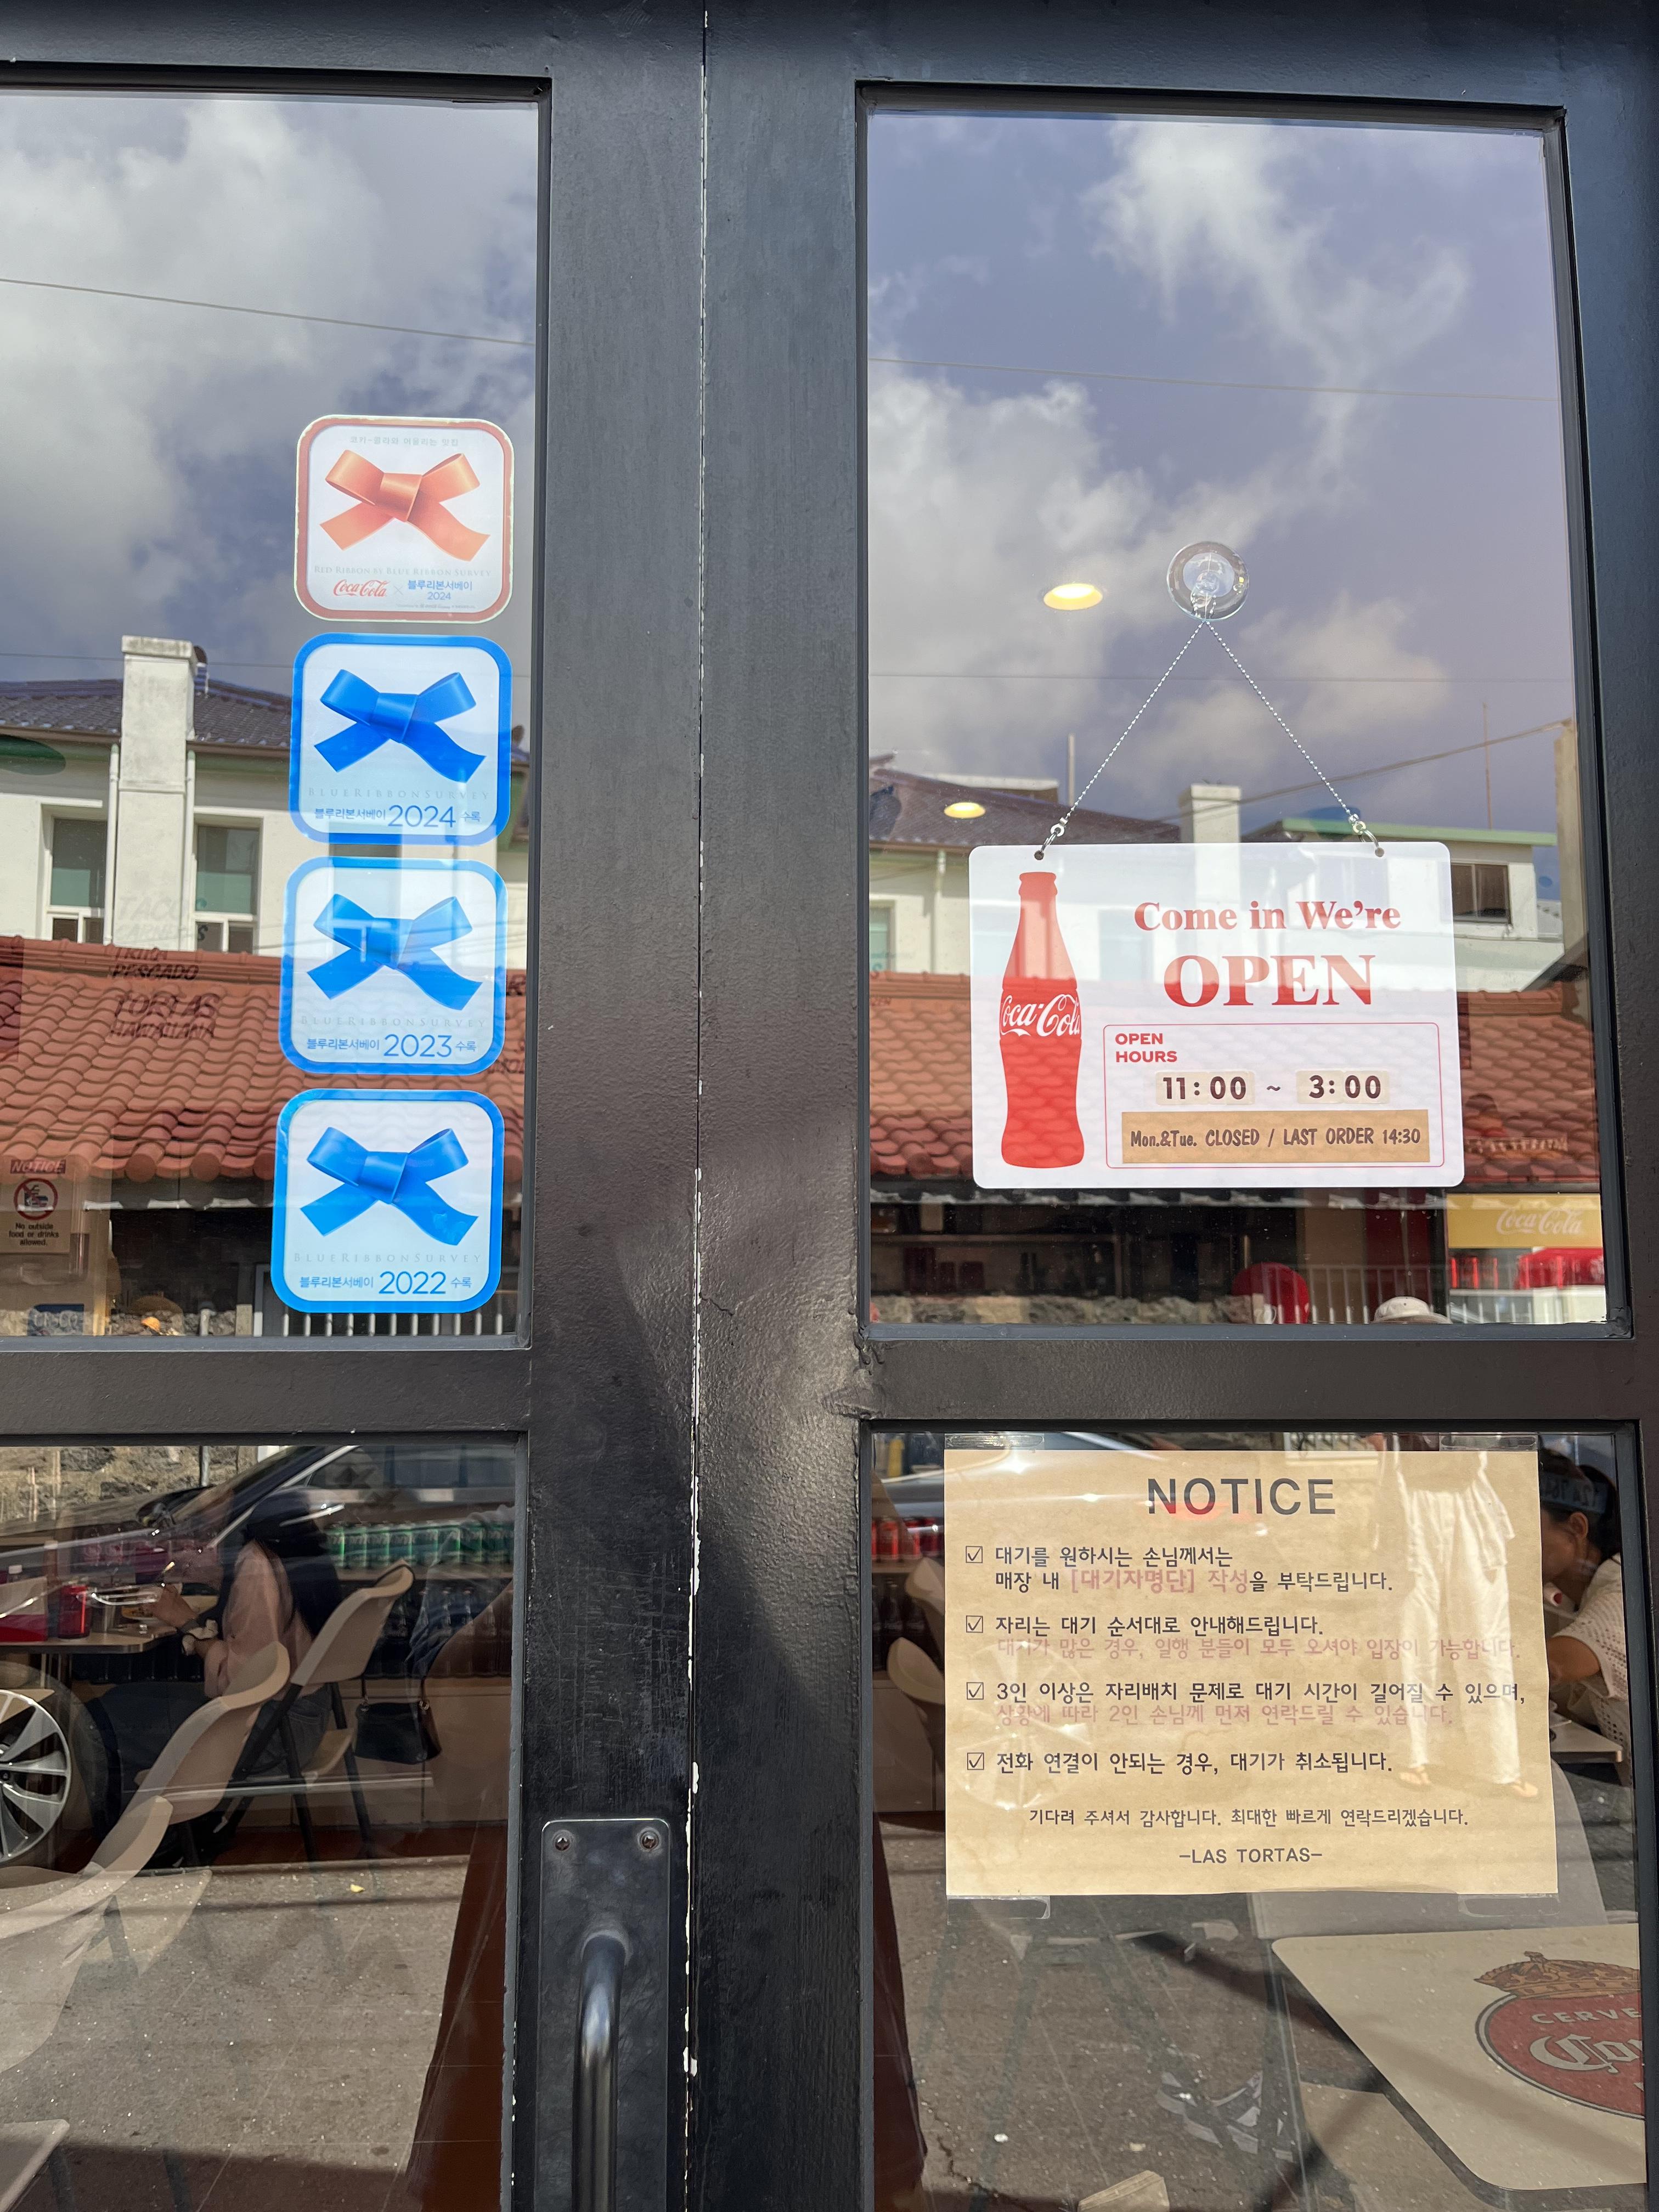 코카-콜라와 어울리는 맛집
RED RIBBON BY BLUE RIBBON SURVEY
Coca-Cola × 블루리본서베이
2024
BLUERIBBONSURVEY
블루리본서베이 2024 수록
BLUERIBBONSURVEY
블루리본서베이 2023 수록
BLUERIBBONSURVEY
블루리본서베이 2022 수록
TACOS
PESCADO
TORTAS
HAWAIIANA
NOTICE
No outside
food or drinks
allowed.
Come in We're
OPEN
Coca-Cola
OPEN
HOURS
11:00 ~ 3:00
Mon.&Tue. CLOSED / LAST ORDER 14:30
Coca-Cola
NOTICE
☑ 대기를 원하시는 손님께서는
매장 내 [대기자명단] 작성을 부탁드립니다.
☑ 자리는 대기 순서대로 안내해드립니다.
대기가 많은 경우, 일행 분들이 모두 오셔야 입장이 가능합니다.
☑ 3인 이상은 자리배치 문제로 대기 시간이 길어질 수 있으며,
상황에 따라 2인 손님께 먼저 연락드릴 수 있습니다.
☑ 전화 연결이 안되는 경우, 대기가 취소됩니다.
기다려 주셔서 감사합니다. 최대한 빠르게 연락드리겠습니다.
-LAS TORTAS-